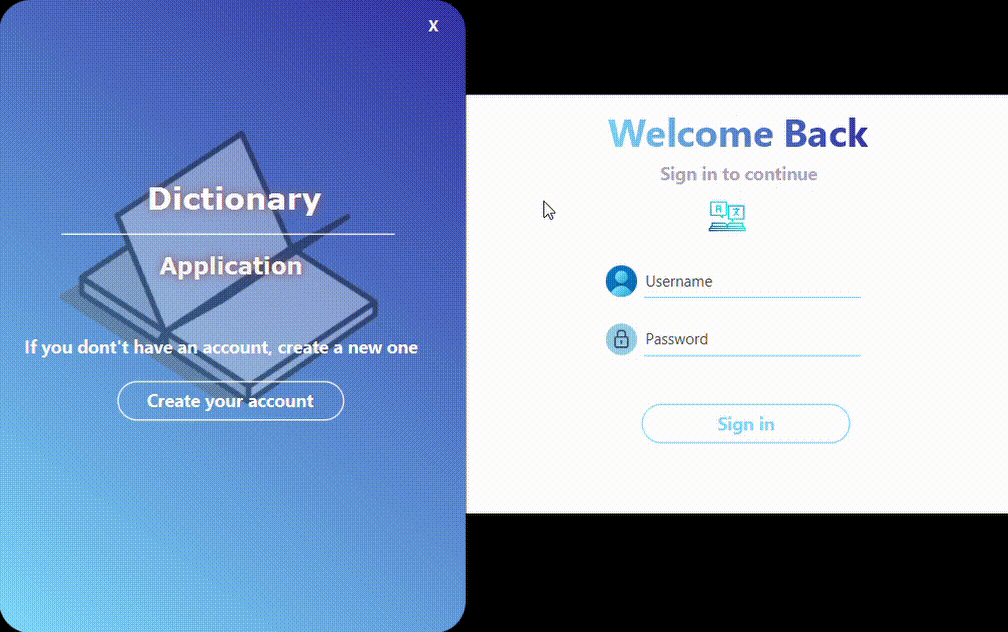 X
Dictionary
Application
If you dont't have an account, create a new one
Create your account
Welcome Back
Sign in to continue
A 文
Username
Password
Sign in